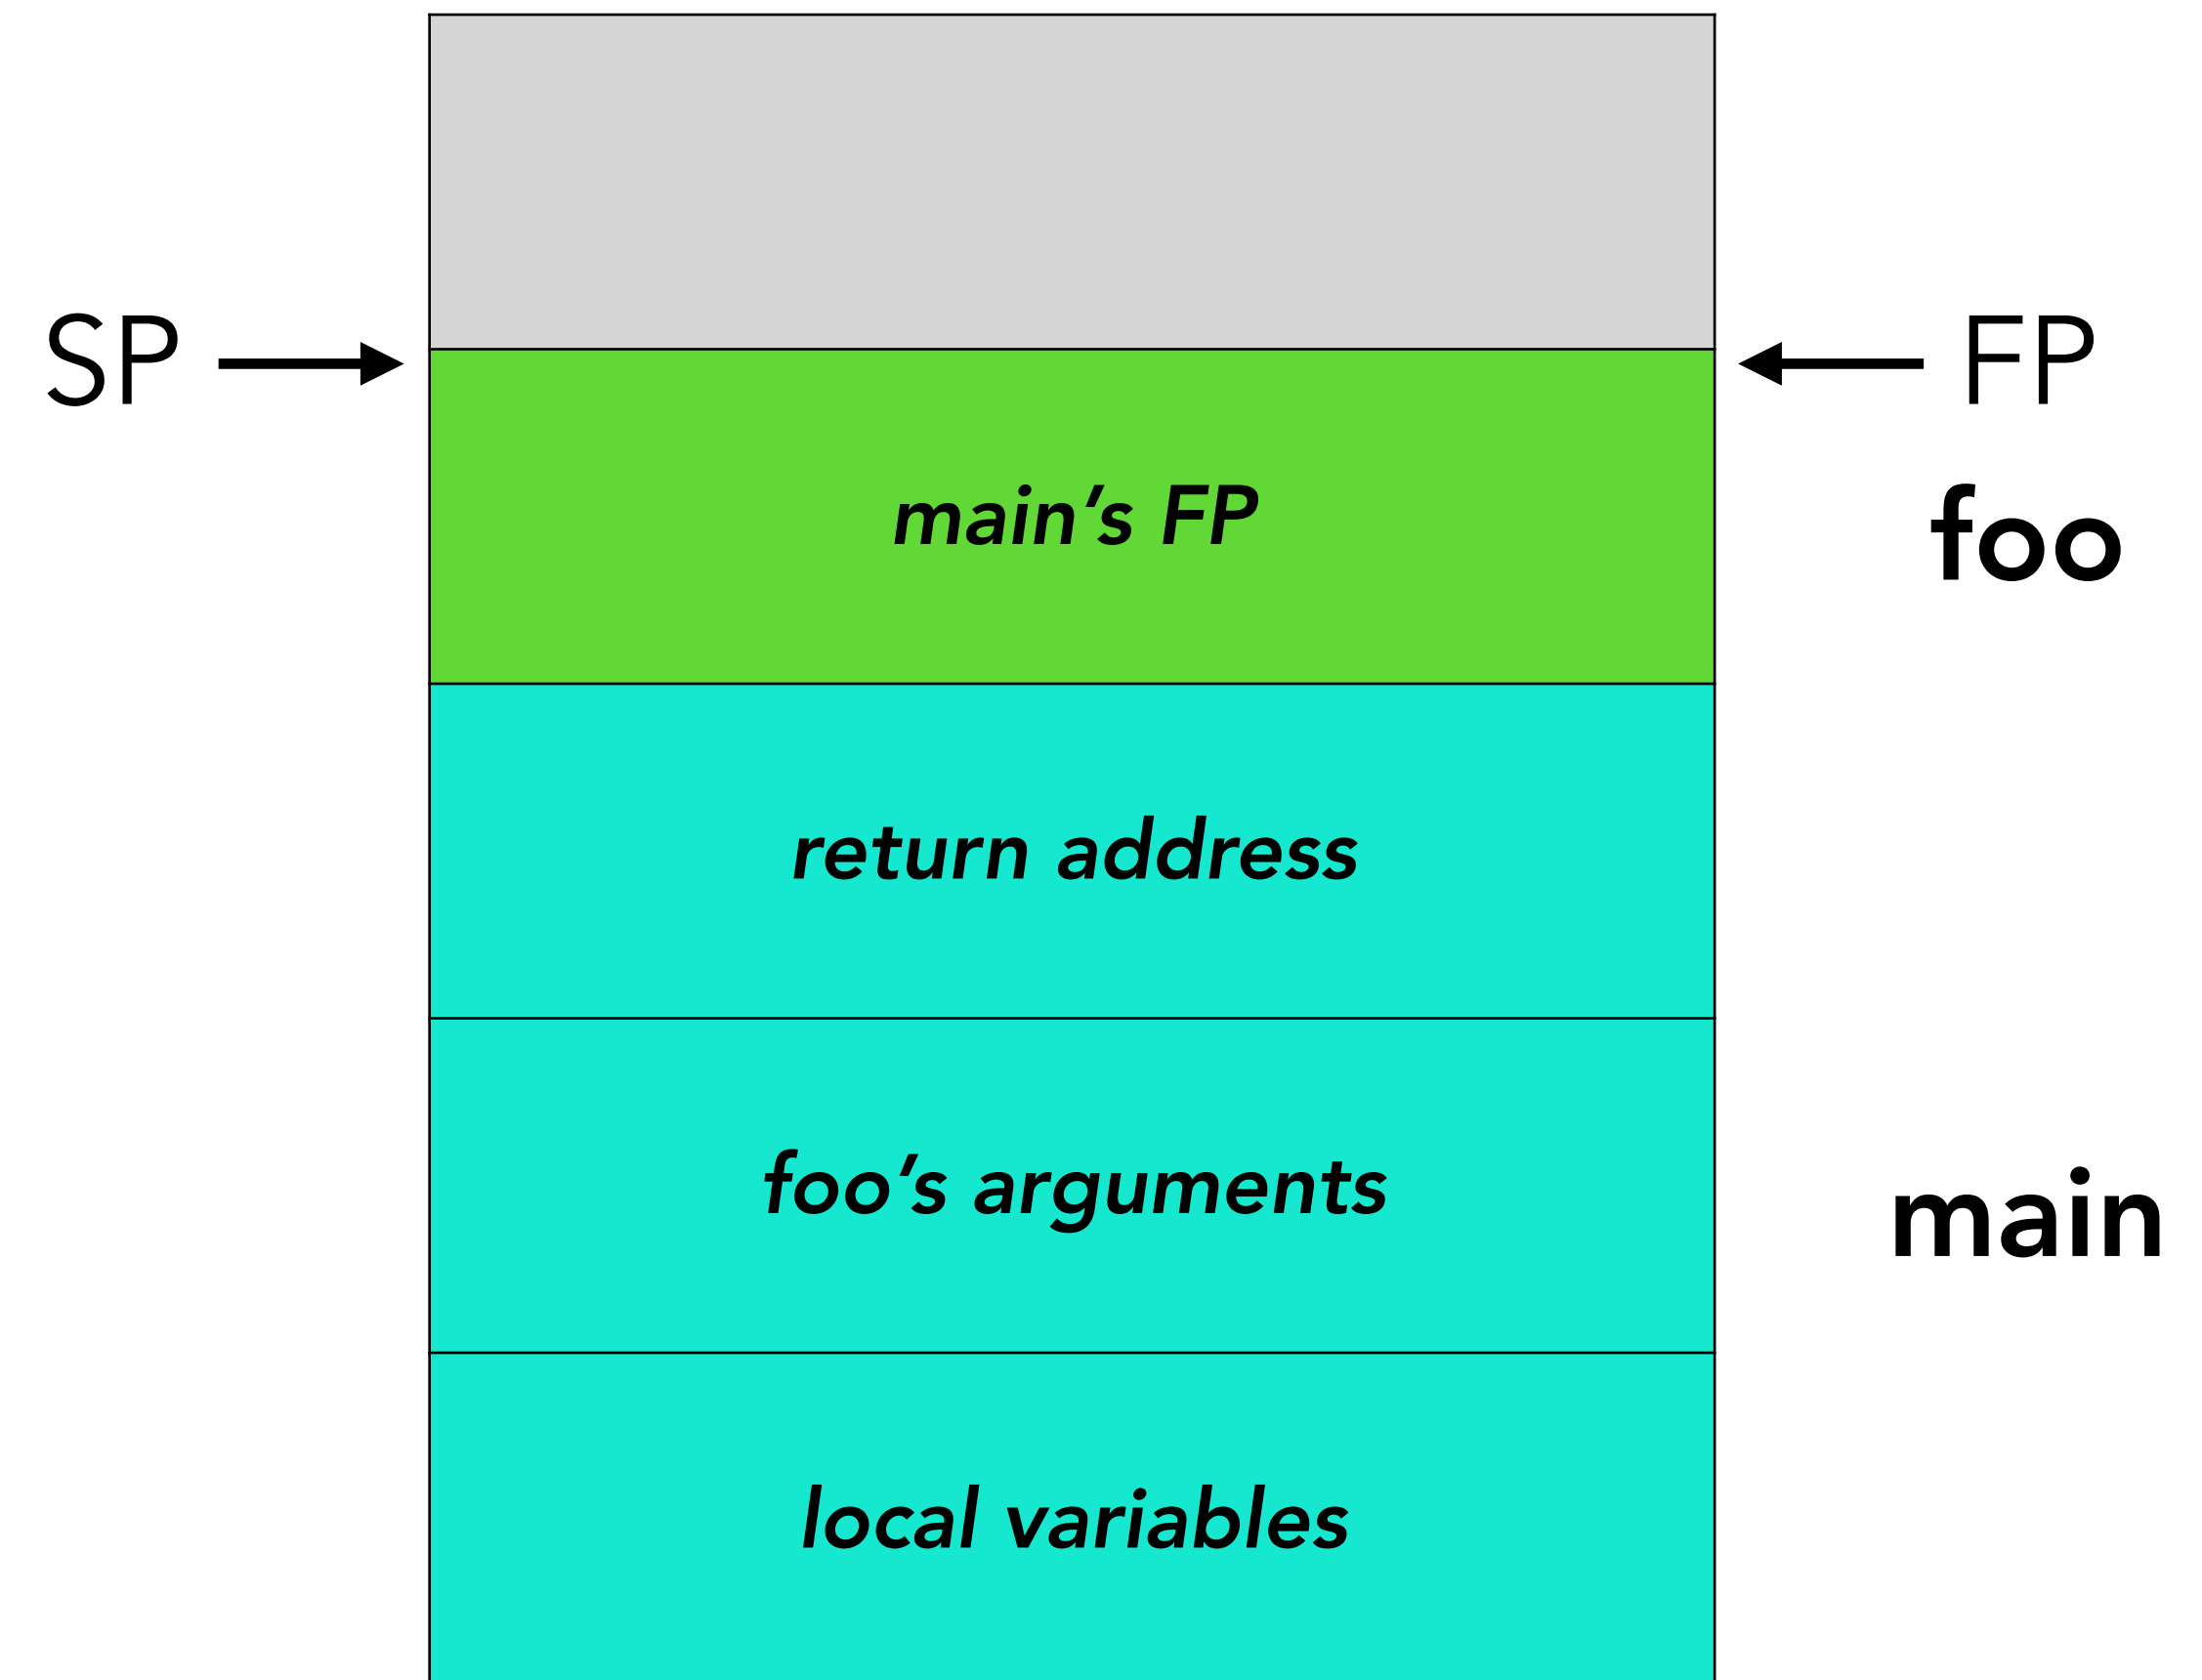 SP
FP
main’s FP
foo
return address
foo’s arguments
main
local variables